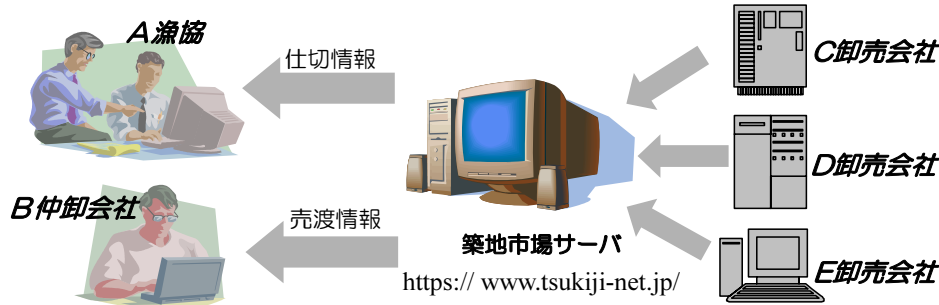 A漁協
仕切情報
C卸売会社
D卸売会社
B仲卸会社
売渡情報
築地市場サーバ
E卸売会社
https:// www.tsukiji-net.jp/